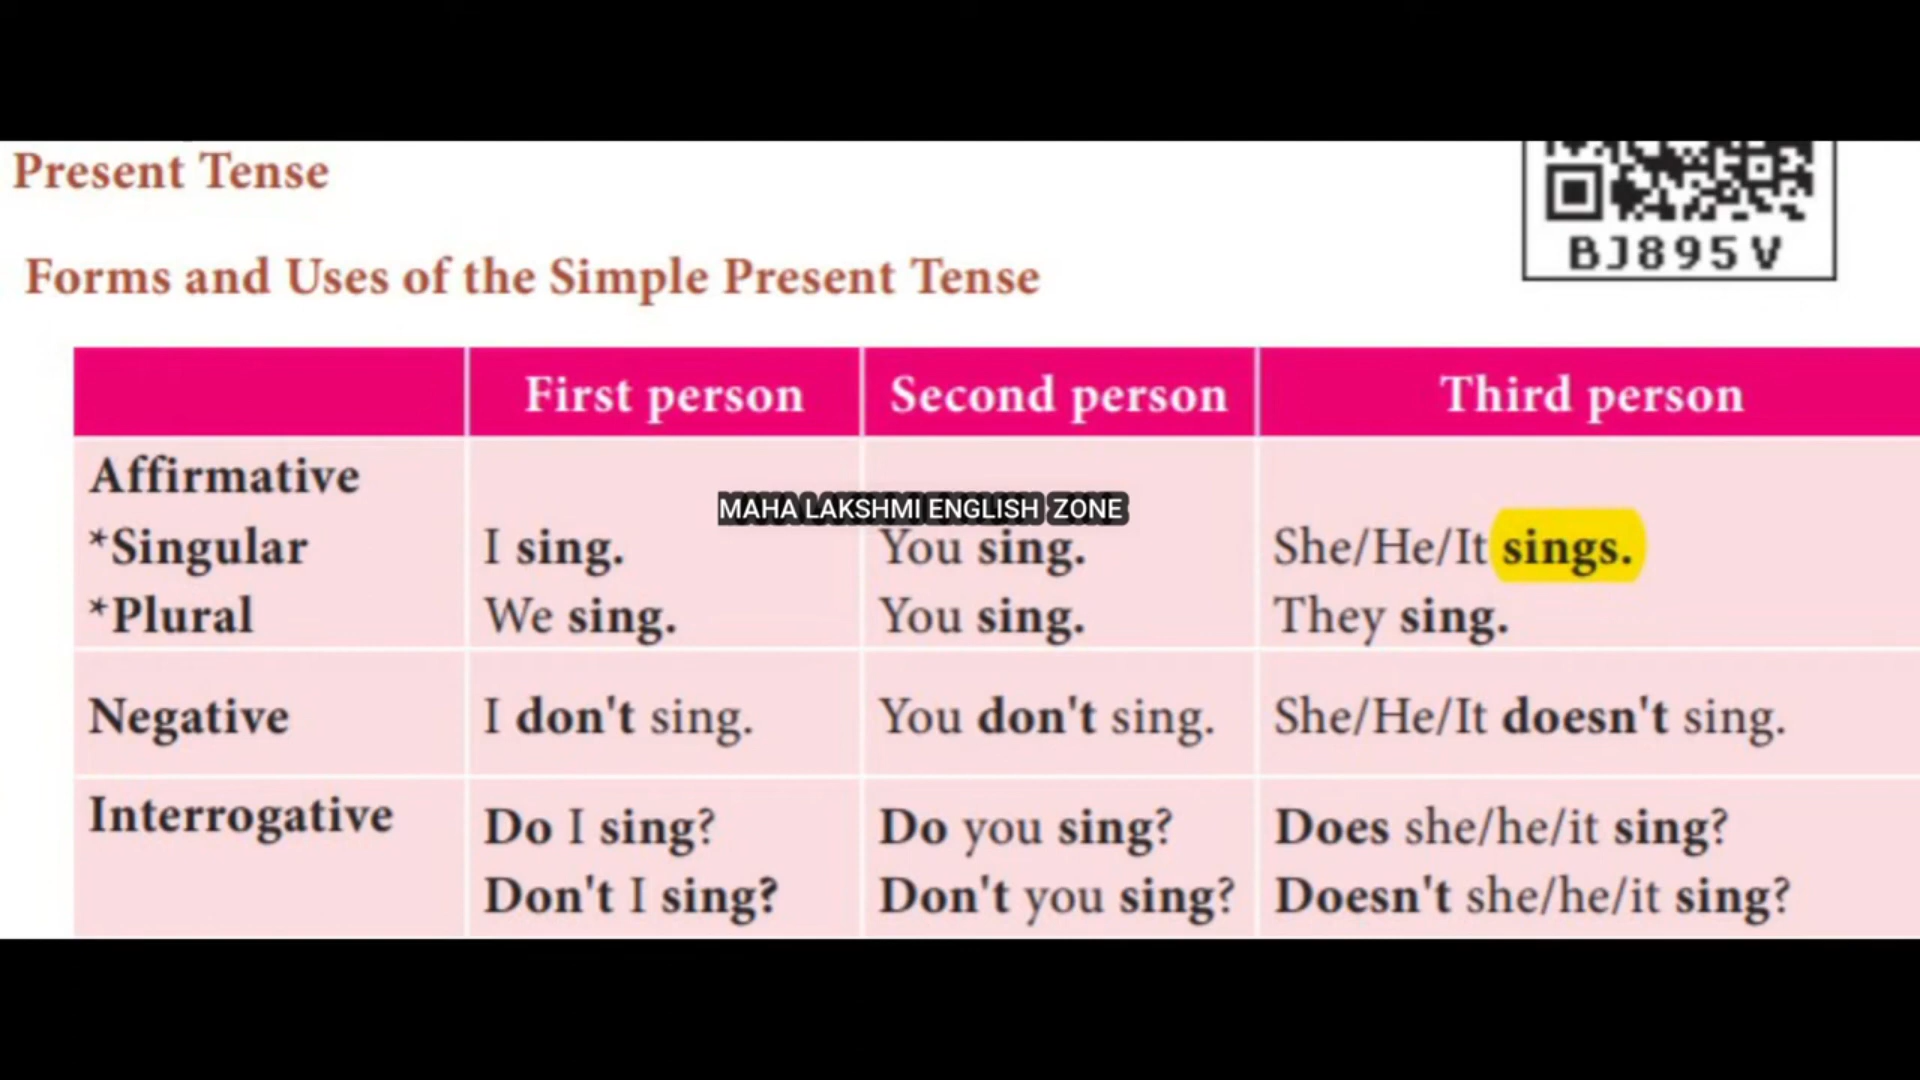 Present Tense
BJ895V
Forms and Uses of the Simple Present Tense
First person Second person Third person
Affirmative
MAHA LAKSHMI ENGLISH ZONE
*Singular I sing. You sing. She/He/It sings.
*Plural We sing. You sing. They sing.
Negative I don't sing. You don't sing. She/He/It doesn't sing.
Interrogative Do I sing? Do you sing? Does she/he/it sing?
Don't I sing? Don't you sing? Doesn't she/he/it sing?